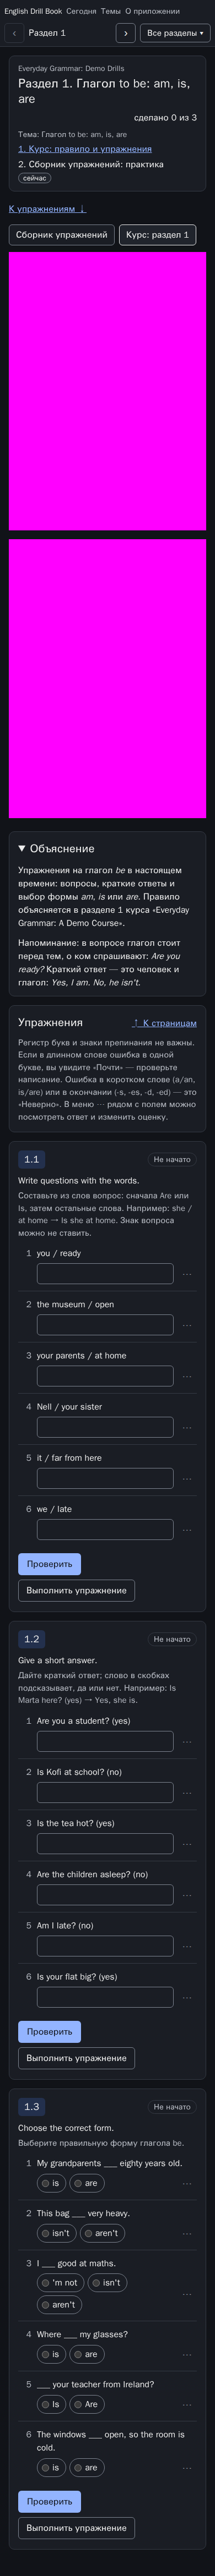 English Drill Book Сегодня Темы О приложении
‹ Раздел 1 › Все разделы ▾
Everyday Grammar: Demo Drills
Раздел 1. Глагол to be: am, is,
are
сделано 0 из 3
Тема: Глагол to be: am, is, are
1. Курс: правило и упражнения
2. Сборник упражнений: практика
сейчас
К упражнениям ↓
Сборник упражнений Курс: раздел 1
▼ Объяснение
Упражнения на глагол be в настоящем
времени: вопросы, краткие ответы и
выбор формы am, is или are. Правило
объясняется в разделе 1 курса «Everyday
Grammar: A Demo Course».
Напоминание: в вопросе глагол стоит
перед тем, о ком спрашивают: Are you
ready? Краткий ответ — это человек и
глагол: Yes, I am. No, he isn't.
Упражнения ↑ К страницам
Регистр букв и знаки препинания не важны.
Если в длинном слове ошибка в одной
букве, вы увидите «Почти» — проверьте
написание. Ошибка в коротком слове (a/an,
is/are) или в окончании (-s, -es, -d, -ed) — это
«Неверно». В меню ··· рядом с полем можно
посмотреть ответ и изменить оценку.
1.1 Не начато
Write questions with the words.
Составьте из слов вопрос: сначала Are или
Is, затем остальные слова. Например: she /
at home → Is she at home. Знак вопроса
можно не ставить.
1 you / ready
···
2 the museum / open
···
3 your parents / at home
···
4 Nell / your sister
···
5 it / far from here
···
6 we / late
···
Проверить
Выполнить упражнение
1.2 Не начато
Give a short answer.
Дайте краткий ответ; слово в скобках
подсказывает, да или нет. Например: Is
Marta here? (yes) → Yes, she is.
1 Are you a student? (yes)
···
2 Is Kofi at school? (no)
···
3 Is the tea hot? (yes)
···
4 Are the children asleep? (no)
···
5 Am I late? (no)
···
6 Is your flat big? (yes)
···
Проверить
Выполнить упражнение
1.3 Не начато
Choose the correct form.
Выберите правильную форму глагола be.
1 My grandparents ___ eighty years old.
is are ···
2 This bag ___ very heavy.
isn't aren't ···
3 I ___ good at maths.
'm not isn't
aren't ···
4 Where ___ my glasses?
is are ···
5 ___ your teacher from Ireland?
Is Are ···
6 The windows ___ open, so the room is
cold.
is are ···
Проверить
Выполнить упражнение